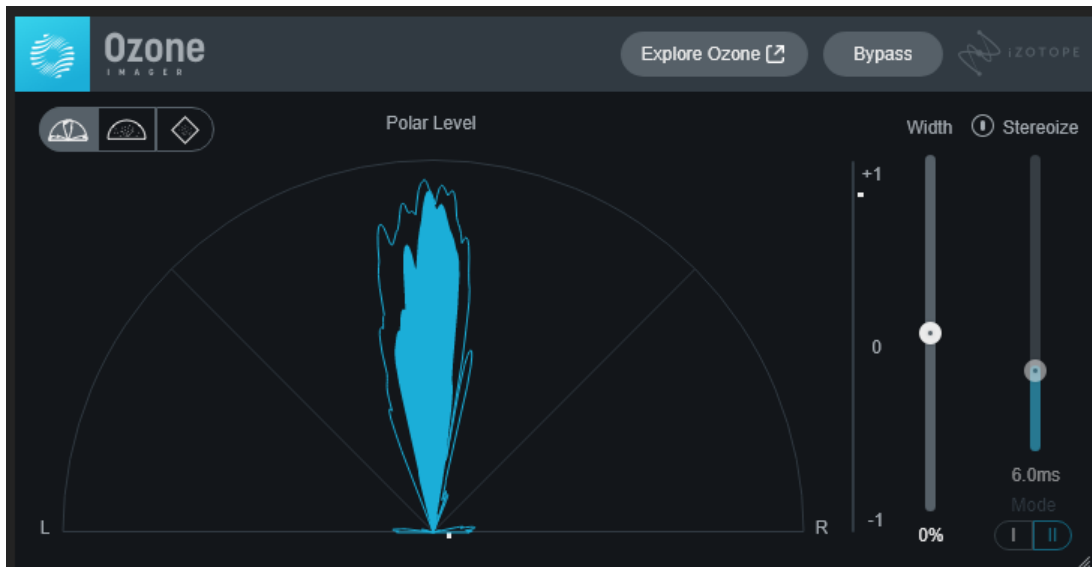 Ozone
IMAGER
Explore Ozone
Bypass
iZOTOPE
Polar Level
Width
Stereoize
+1
0
-1
L
R
0%
6.0ms
Mode
I
II